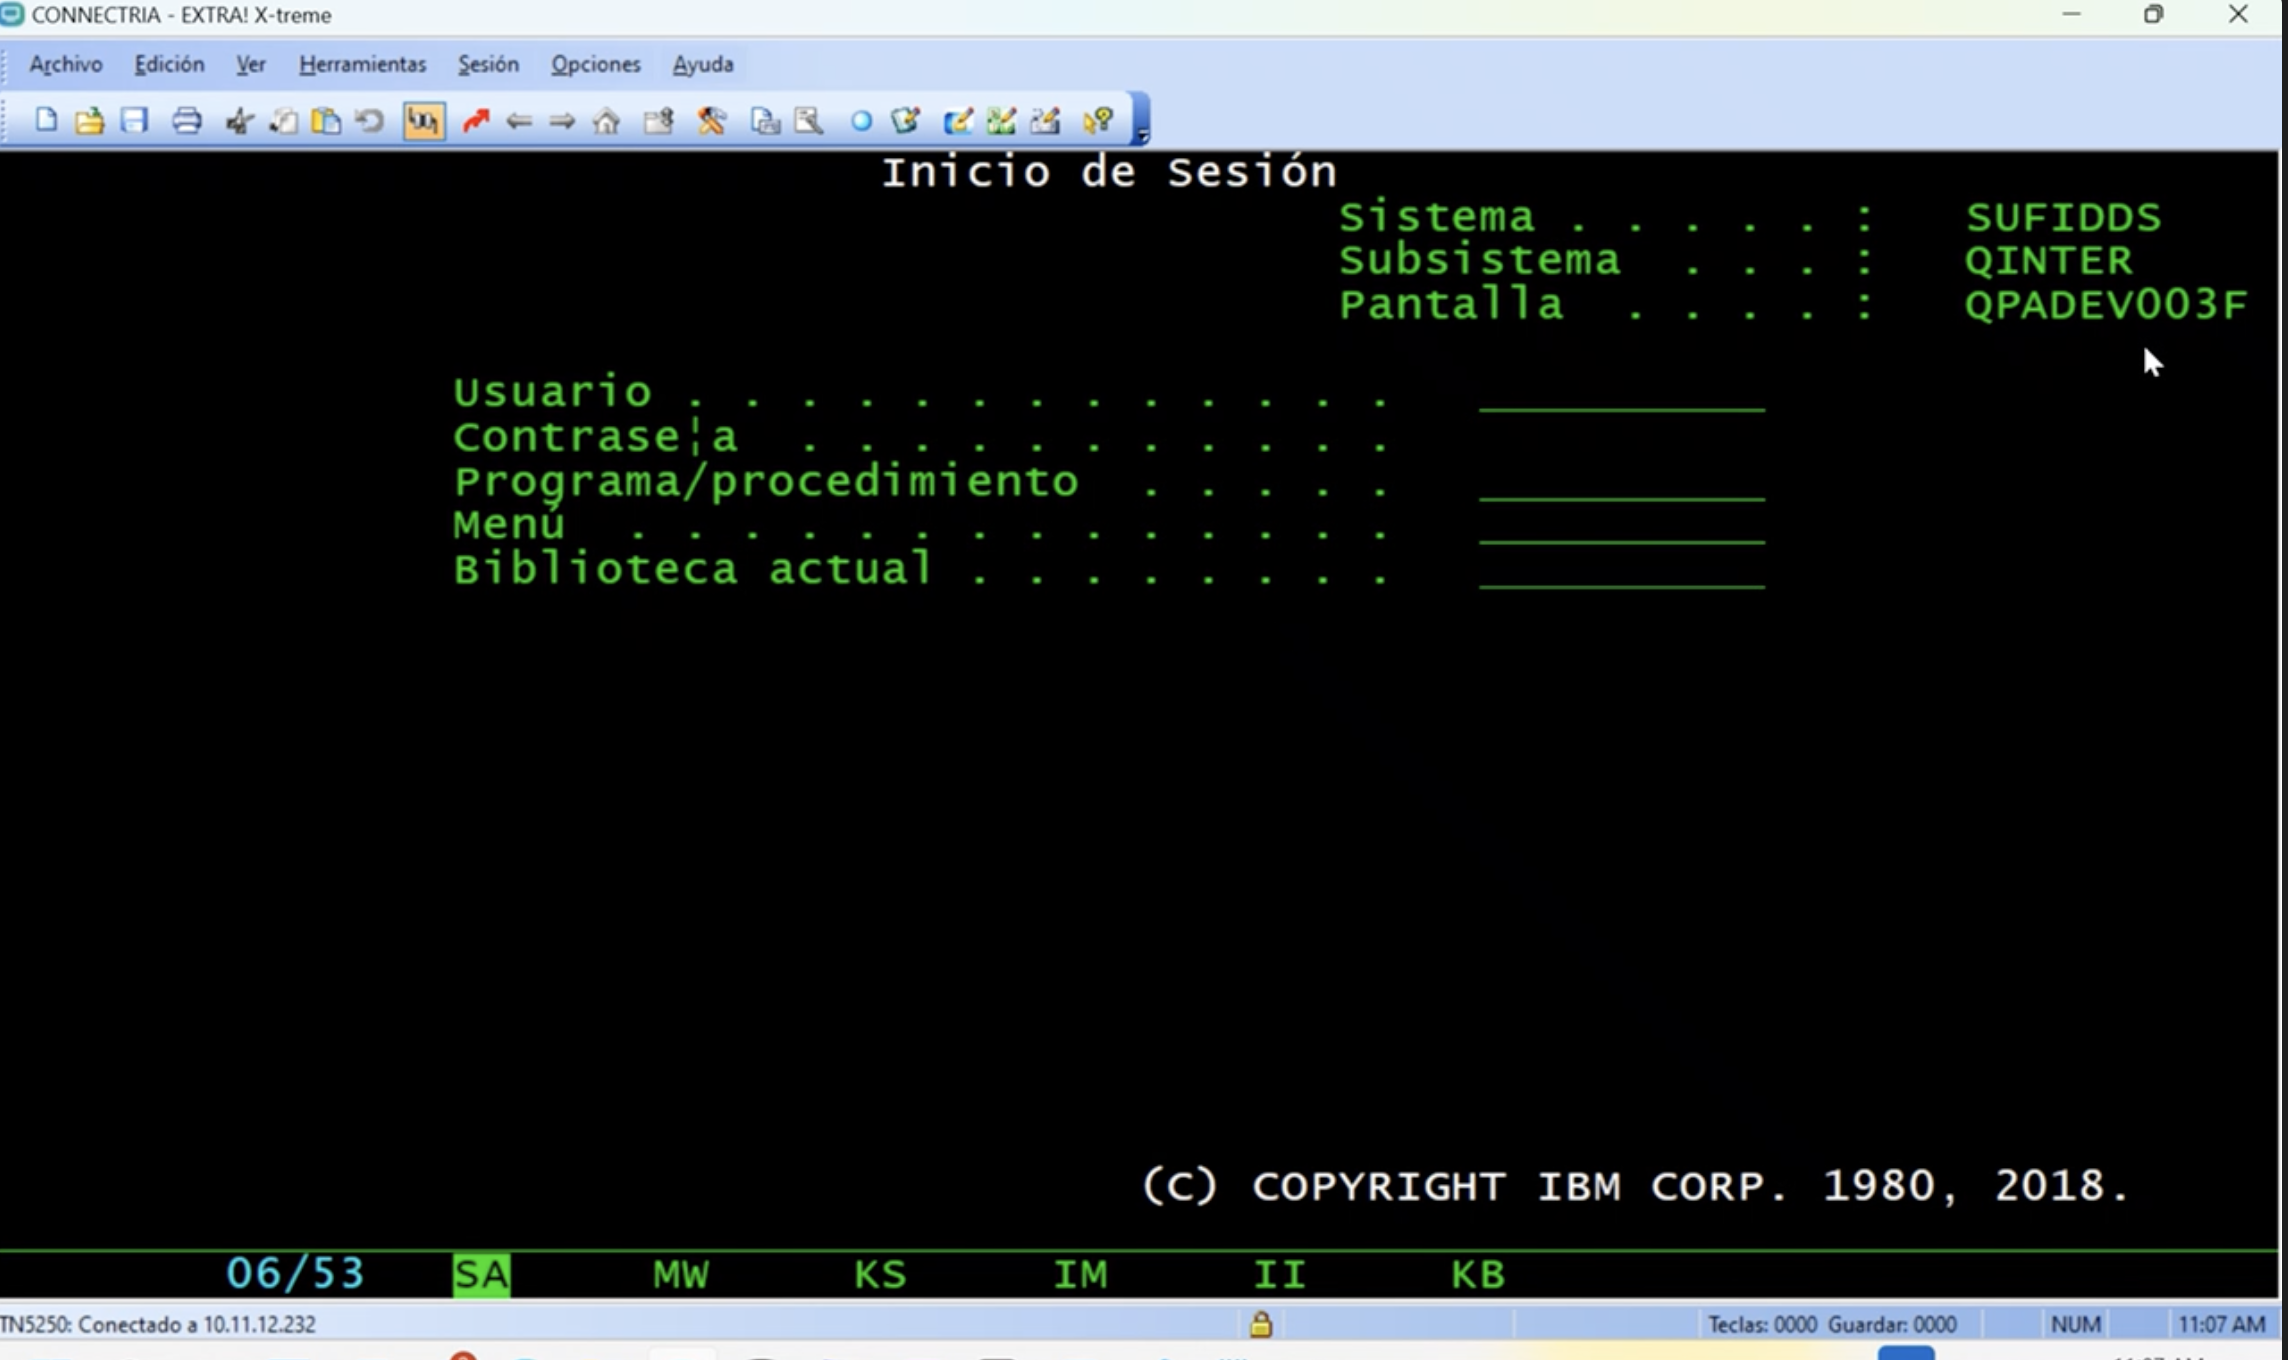 CONNECTRIA - EXTRA! X-treme
Archivo Edición Ver Herramientas Sesión Opciones Ayuda
Inicio de Sesión
Sistema . . . . . : SUFIDDS
Subsistema . . . : QINTER
Pantalla . . . . : QPADEV003F
Usuario . . . . . . . . . . . . .
Contrase¦a . . . . . . . . . . .
Programa/procedimiento . . . . .
Menú . . . . . . . . . . . . . .
Biblioteca actual . . . . . . . .
(C) COPYRIGHT IBM CORP. 1980, 2018.
06/53 SA MW KS IM II KB
TN5250: Conectado a 10.11.12.232 Teclas: 0000 Guardar: 0000 NUM 11:07 AM